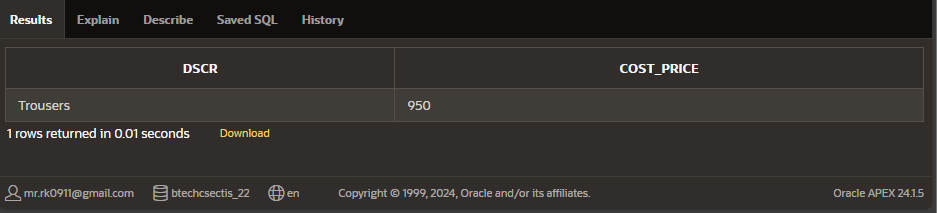 Results Explain Describe Saved SQL History
DSCR COST_PRICE
Trousers 950
1 rows returned in 0.01 seconds Download
mr.rk0911@gmail.com btechcsectis_22 en Copyright © 1999, 2024, Oracle and/or its affiliates. Oracle APEX 24.1.5